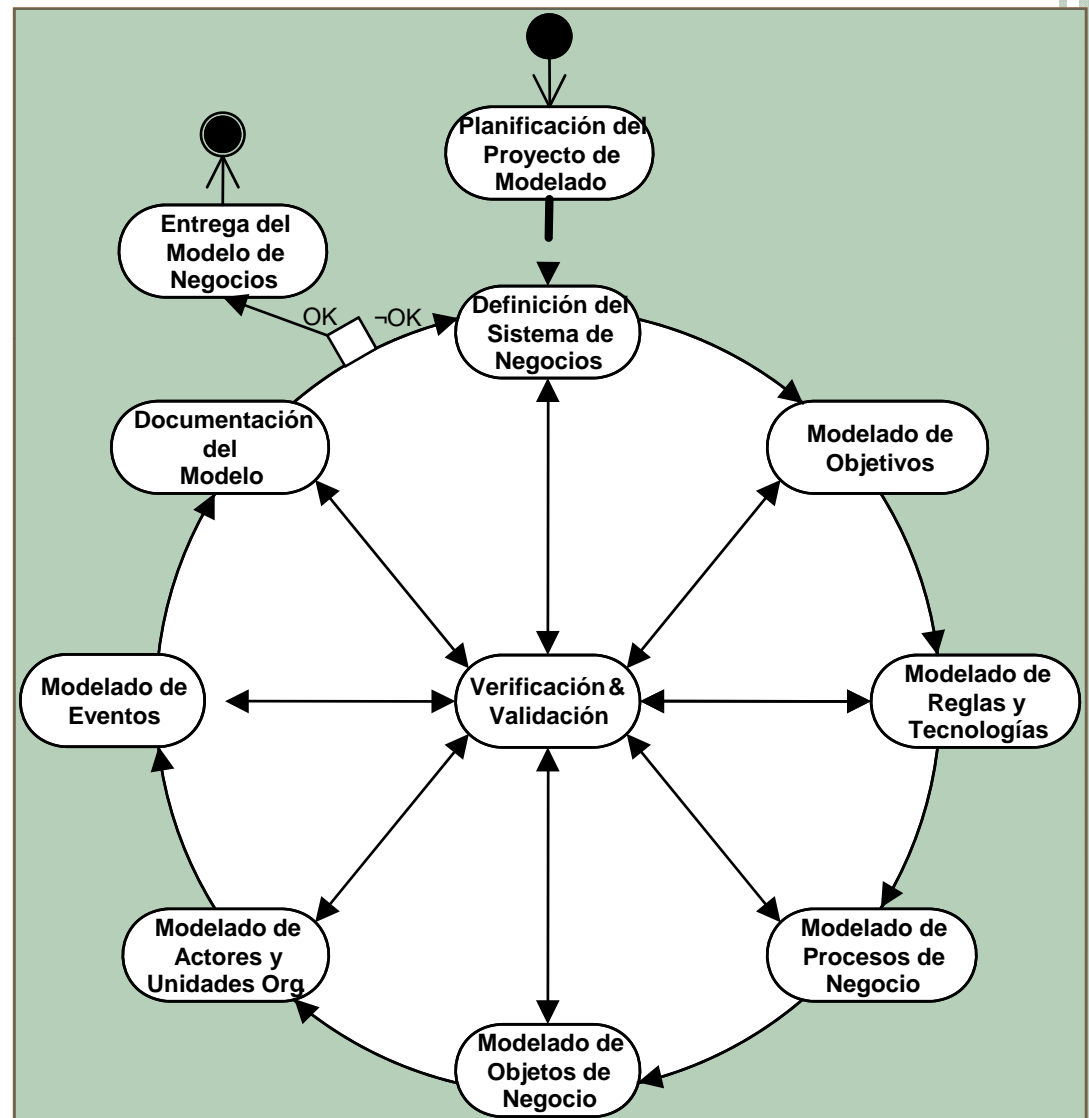 Planificación del
Proyecto de
Modelado
Entrega del
Modelo de
Negocios
OK
¬OK
Definición del
Sistema de
Negocios
Documentación
del
Modelo
Modelado de
Objetivos
Modelado de
Eventos
Verificación &
Validación
Modelado de
Reglas y
Tecnologías
Modelado de
Actores y
Unidades Org
Modelado de
Procesos de
Negocio
Modelado de
Objetos de
Negocio